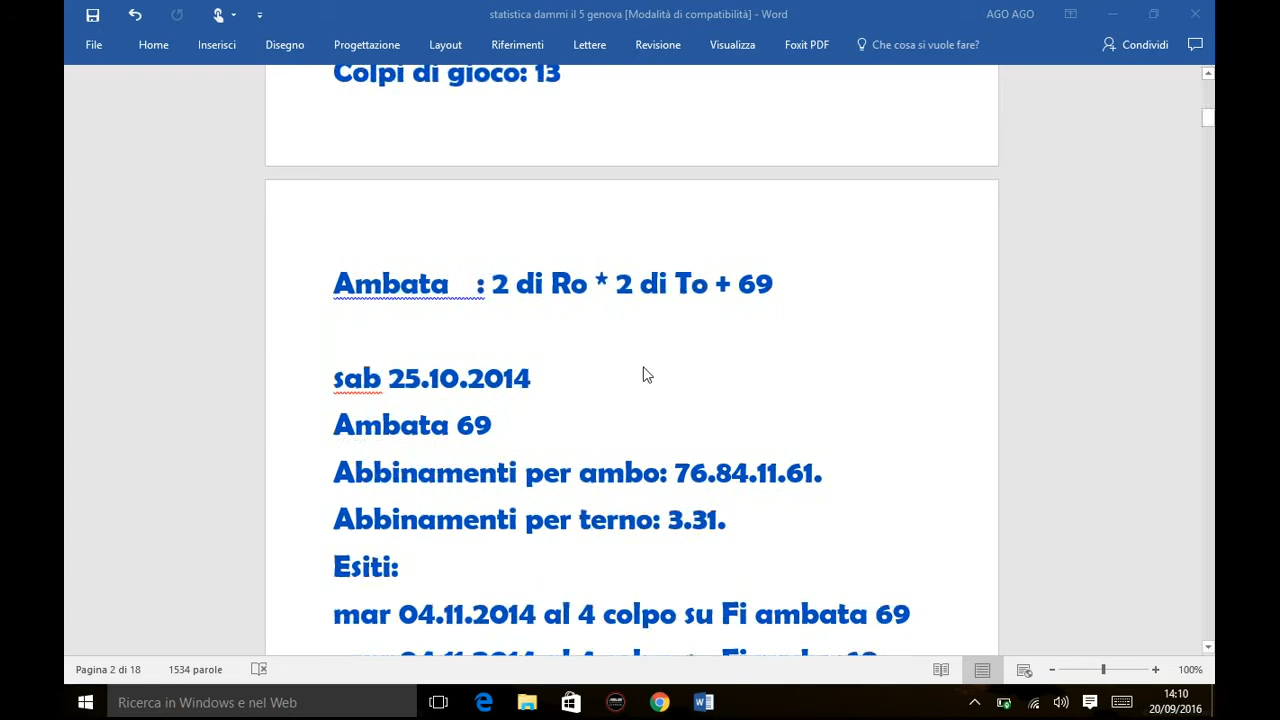 statistica dammi il 5 genova [Modalità di compatibilità] - Word
AGO AGO
File Home Inserisci Disegno Progettazione Layout Riferimenti Lettere Revisione Visualizza Foxit PDF Che cosa si vuole fare? Condividi
Colpi di gioco: 13
Ambata : 2 di Ro * 2 di To + 69
sab 25.10.2014
Ambata 69
Abbinamenti per ambo: 76.84.11.61.
Abbinamenti per terno: 3.31.
Esiti:
mar 04.11.2014 al 4 colpo su Fi ambata 69
Pagina 2 di 18 1534 parole 100%
Ricerca in Windows e nel Web
14:10
20/09/2016